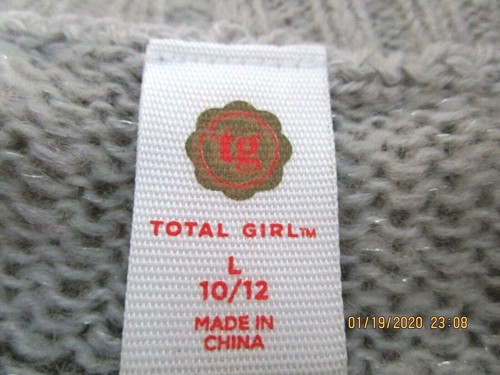 tg
TOTAL GIRL™
L
10/12
MADE IN
CHINA
01/19/2020 23:08